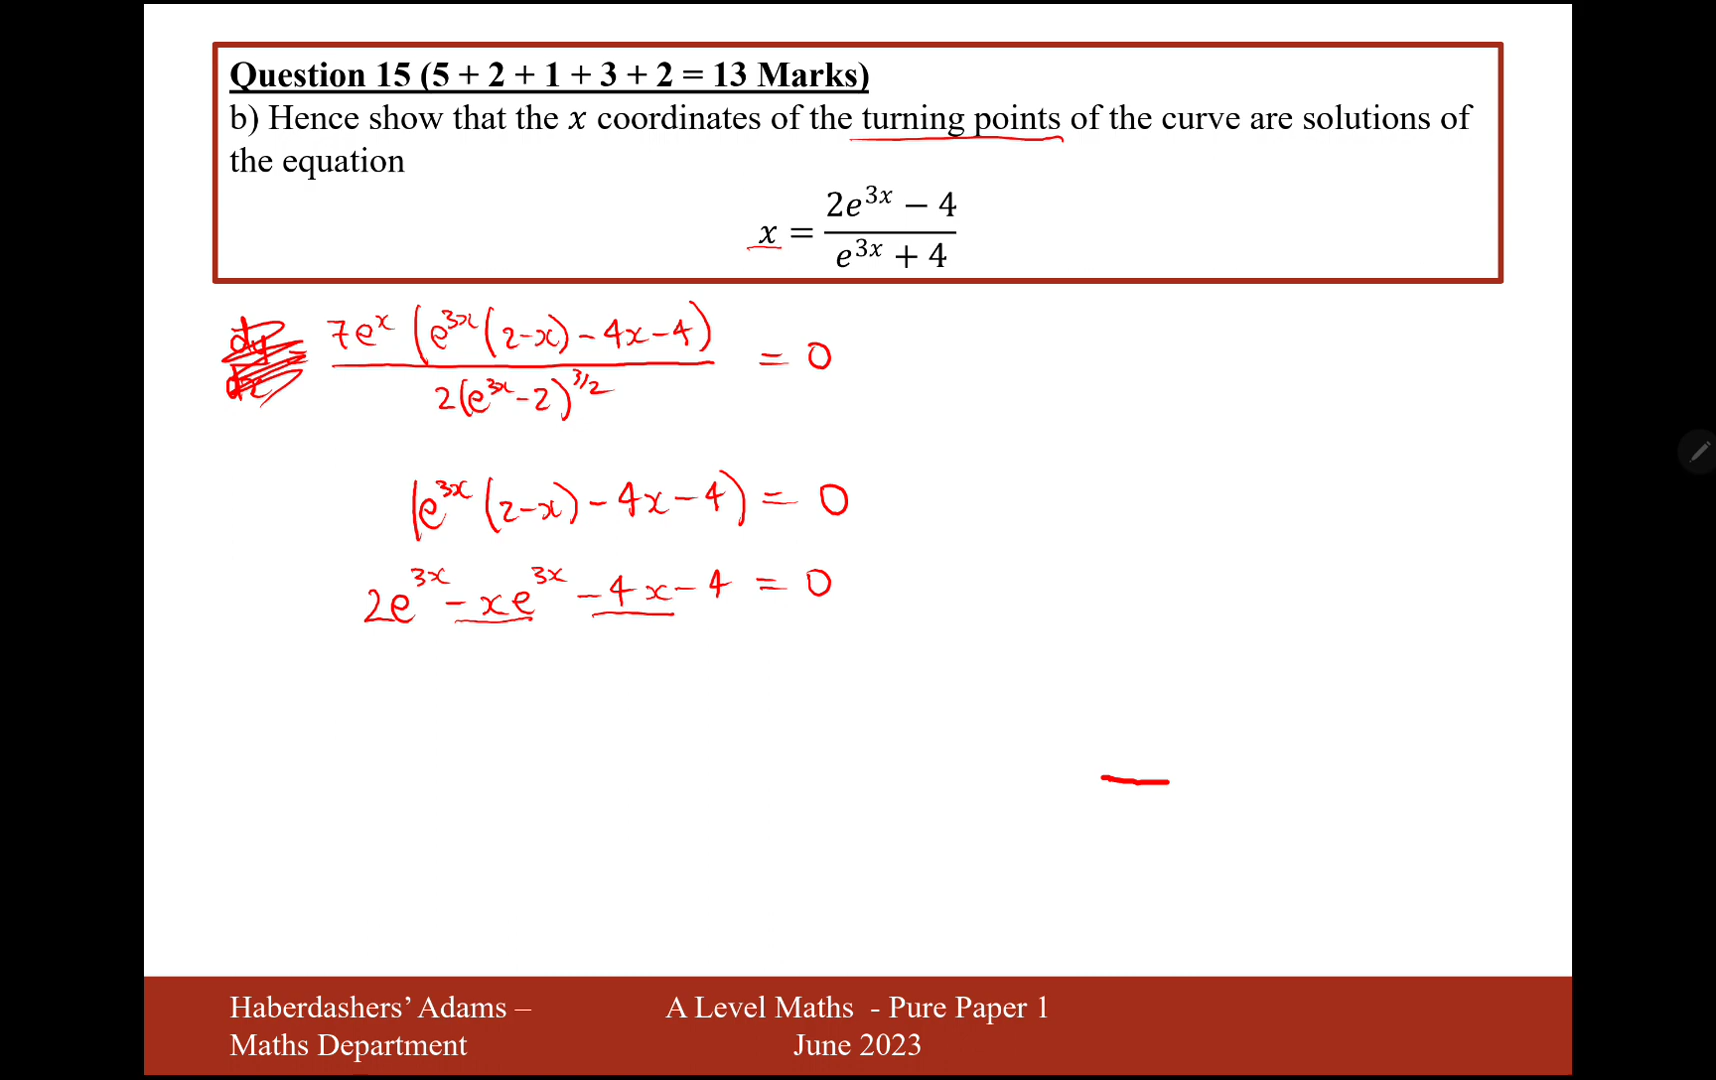 Question 15 (5 + 2 + 1 + 3 + 2 = 13 Marks)
b) Hence show that the x coordinates of the turning points of the curve are solutions of
the equation
x = (2e^{3x} − 4)/(e^{3x} + 4)
dy/dx = 7e^x (e^{3x}(2-x) - 4x - 4) / 2(e^{3x} - 2)^{3/2} = 0
(e^{3x}(2-x) - 4x - 4) = 0
2e^{3x} - xe^{3x} - 4x - 4 = 0
Haberdashers’ Adams –
Maths Department
A Level Maths - Pure Paper 1
June 2023